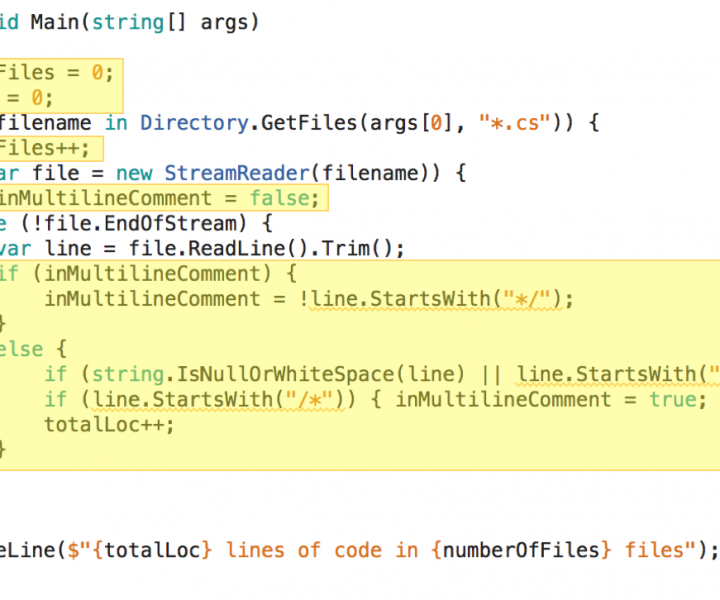 id Main(string[] args)
Files = 0;
= 0;
filename in Directory.GetFiles(args[0], "*.cs")) {
Files++;
ar file = new StreamReader(filename)) {
inMultilineComment = false;
e (!file.EndOfStream) {
var line = file.ReadLine().Trim();
if (inMultilineComment) {
inMultilineComment = !line.StartsWith("*/");
}
else {
if (string.IsNullOrWhiteSpace(line) || line.StartsWith("
if (line.StartsWith("/*")) { inMultilineComment = true;
totalLoc++;
}
eLine($"{totalLoc} lines of code in {numberOfFiles} files");